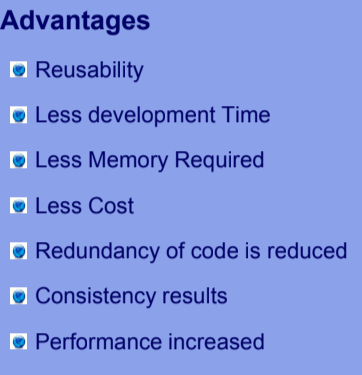 Advantages
Reusability
Less development Time
Less Memory Required
Less Cost
Redundancy of code is reduced
Consistency results
Performance increased